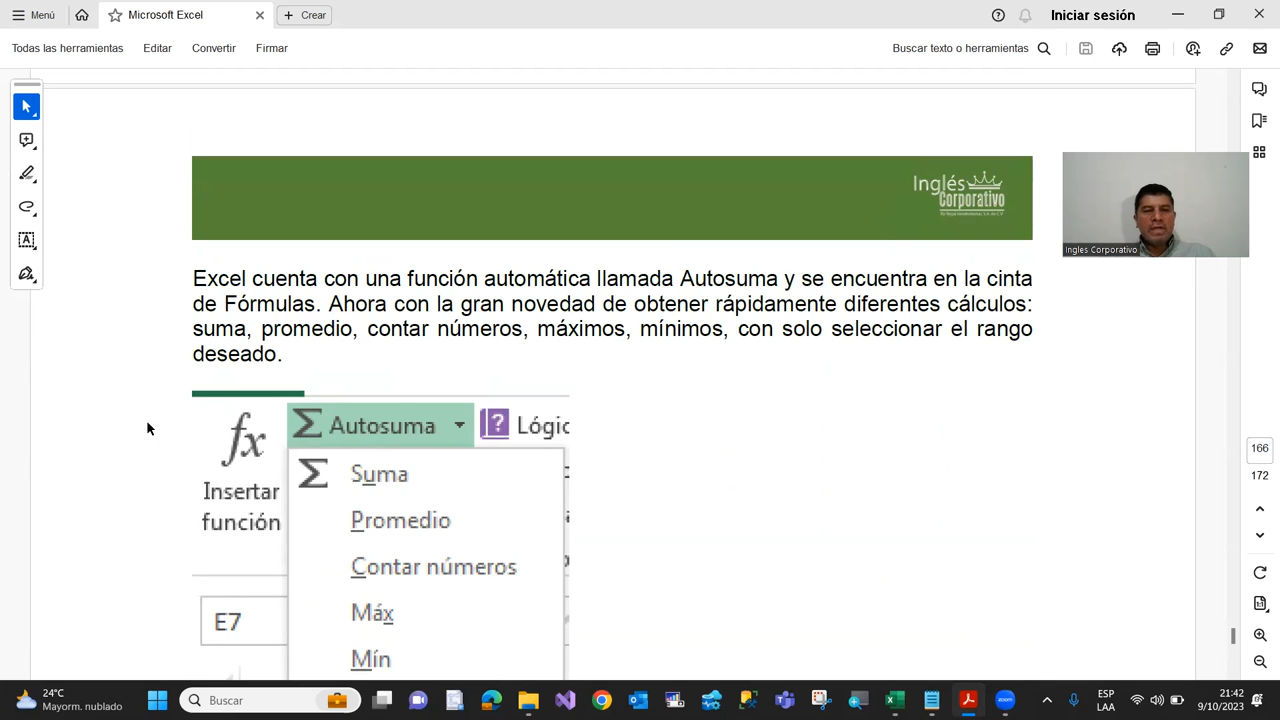 Menú
Microsoft Excel
Crear
Iniciar sesión
Todas las herramientas
Editar
Convertir
Firmar
Buscar texto o herramientas
Inglés
Corporativo
Ingles Corporativo
Excel cuenta con una función automática llamada Autosuma y se encuentra en la cinta
de Fórmulas. Ahora con la gran novedad de obtener rápidamente diferentes cálculos:
suma, promedio, contar números, máximos, mínimos, con solo seleccionar el rango
deseado.
fx
Insertar
función
Σ Autosuma
Lógic
Σ Suma
Promedio
Contar números
Máx
Mín
E7
166
172
24°C
Mayorm. nublado
Buscar
ESP
LAA
21:42
9/10/2023